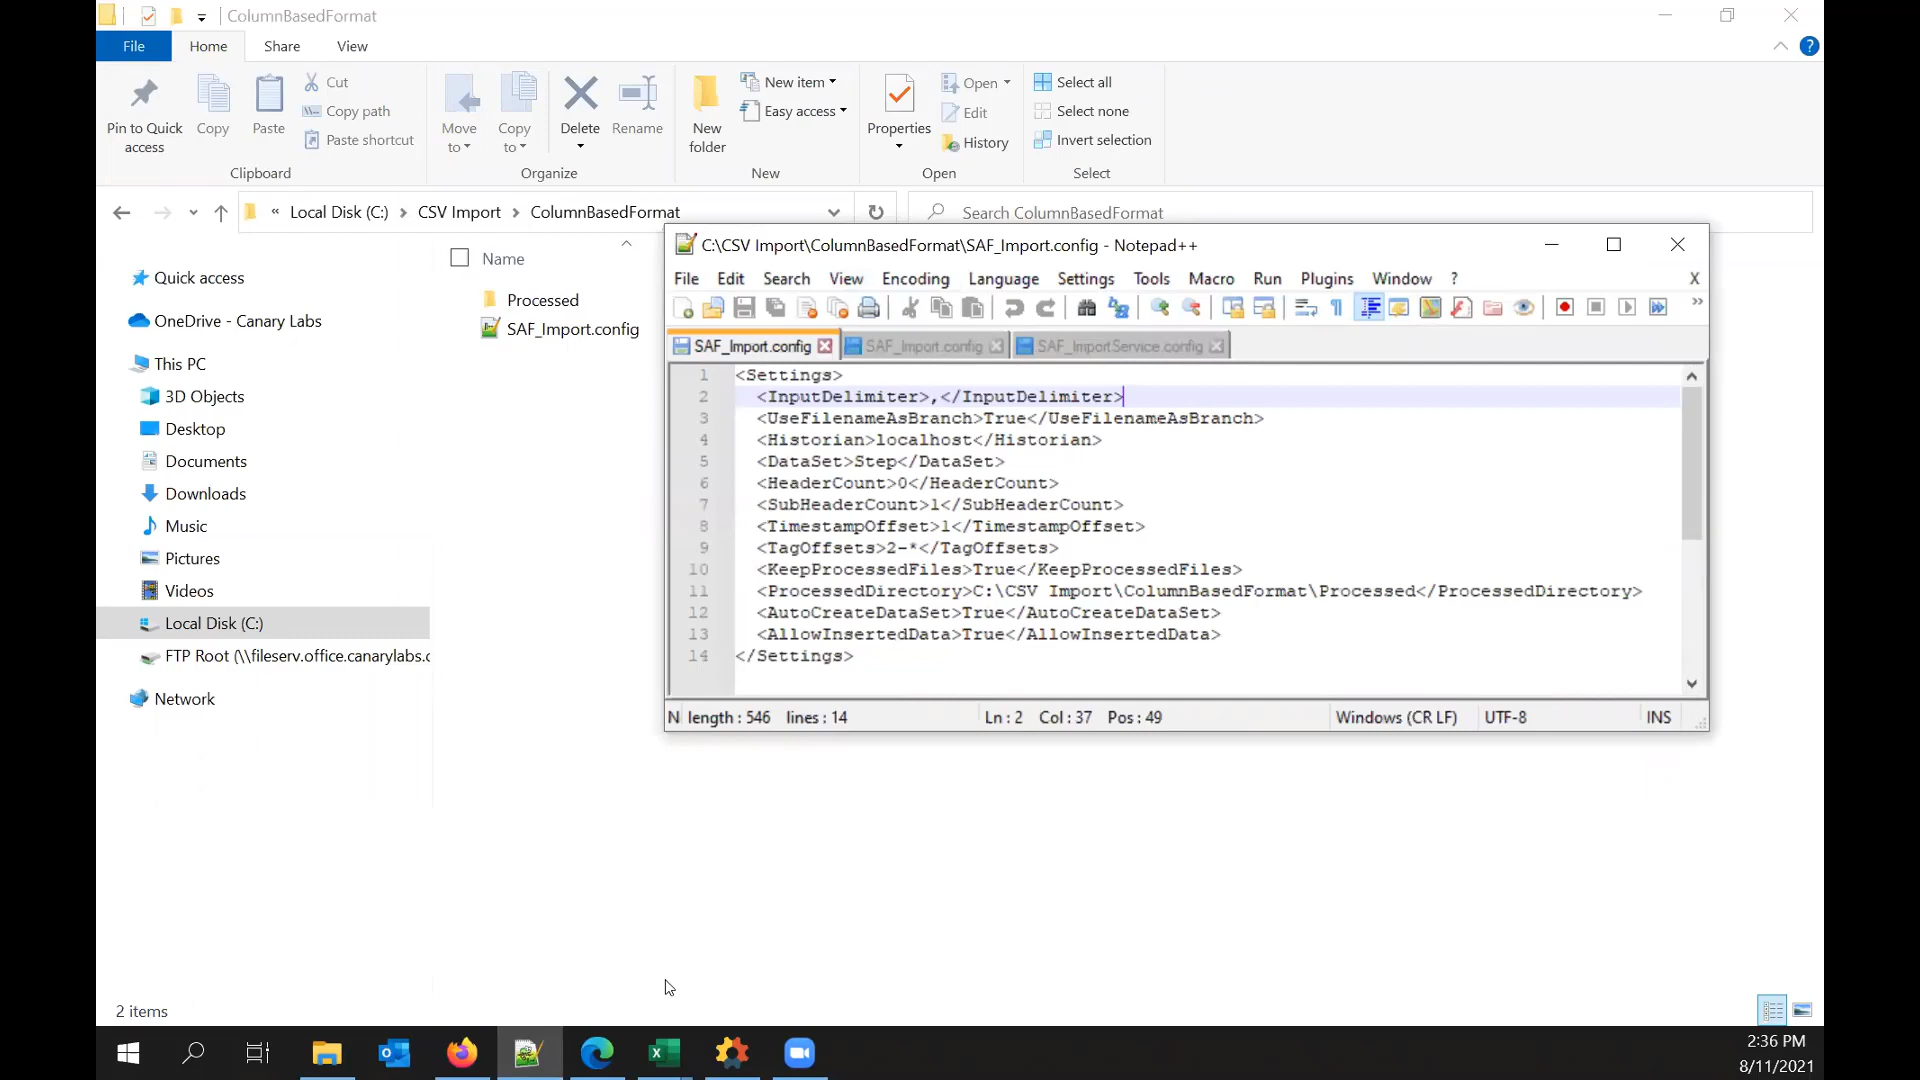 ColumnBasedFormat
File Home Share View
Pin to Quick access
Copy
Paste
Cut
Copy path
Paste shortcut
Clipboard
Move to
Copy to
Delete
Rename
Organize
New folder
New item
Easy access
New
Properties
Open
Edit
History
Open
Select all
Select none
Invert selection
Select
« Local Disk (C:) > CSV Import > ColumnBasedFormat
Search ColumnBasedFormat
Quick access
OneDrive - Canary Labs
This PC
3D Objects
Desktop
Documents
Downloads
Music
Pictures
Videos
Local Disk (C:)
FTP Root (\\fileserv.office.canarylabs.c
Network
Name
Processed
SAF_Import.config
C:\CSV Import\ColumnBasedFormat\SAF_Import.config - Notepad++
File Edit Search View Encoding Language Settings Tools Macro Run Plugins Window ? X
SAF_Import.config SAF_Import.config SAF_ImportService.config
1 <Settings>
2 <InputDelimiter>,</InputDelimiter>
3 <UseFilenameAsBranch>True</UseFilenameAsBranch>
4 <Historian>localhost</Historian>
5 <DataSet>Step</DataSet>
6 <HeaderCount>0</HeaderCount>
7 <SubHeaderCount>1</SubHeaderCount>
8 <TimestampOffset>1</TimestampOffset>
9 <TagOffsets>2-*</TagOffsets>
10 <KeepProcessedFiles>True</KeepProcessedFiles>
11 <ProcessedDirectory>C:\CSV Import\ColumnBasedFormat\Processed</ProcessedDirectory>
12 <AutoCreateDataSet>True</AutoCreateDataSet>
13 <AllowInsertedData>True</AllowInsertedData>
14 </Settings>
N length : 546 lines : 14 Ln : 2 Col : 37 Pos : 49 Windows (CR LF) UTF-8 INS
2 items
2:36 PM
8/11/2021